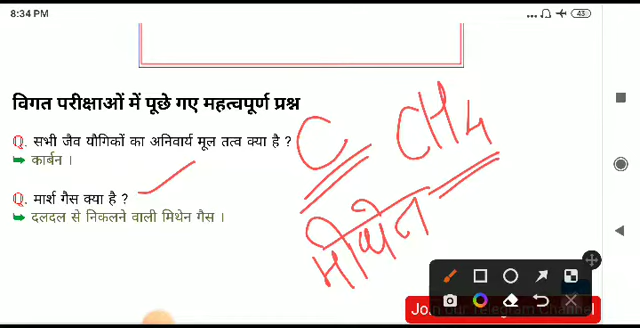 8:34 PM
43
विगत परीक्षाओं में पूछे गए महत्वपूर्ण प्रश्न
Q. सभी जैव यौगिकों का अनिवार्य मूल तत्व क्या है ?
➥ कार्बन ।
C CH4
Q. मार्श गैस क्या है ?
➥ दलदल से निकलने वाली मिथेन गैस ।
मीथेन
Join our Telegram Channel